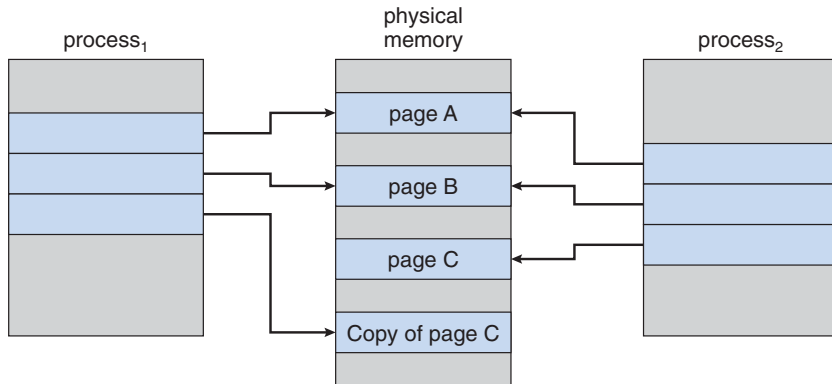 process₁
physical
memory
process₂
page A
page B
page C
Copy of page C